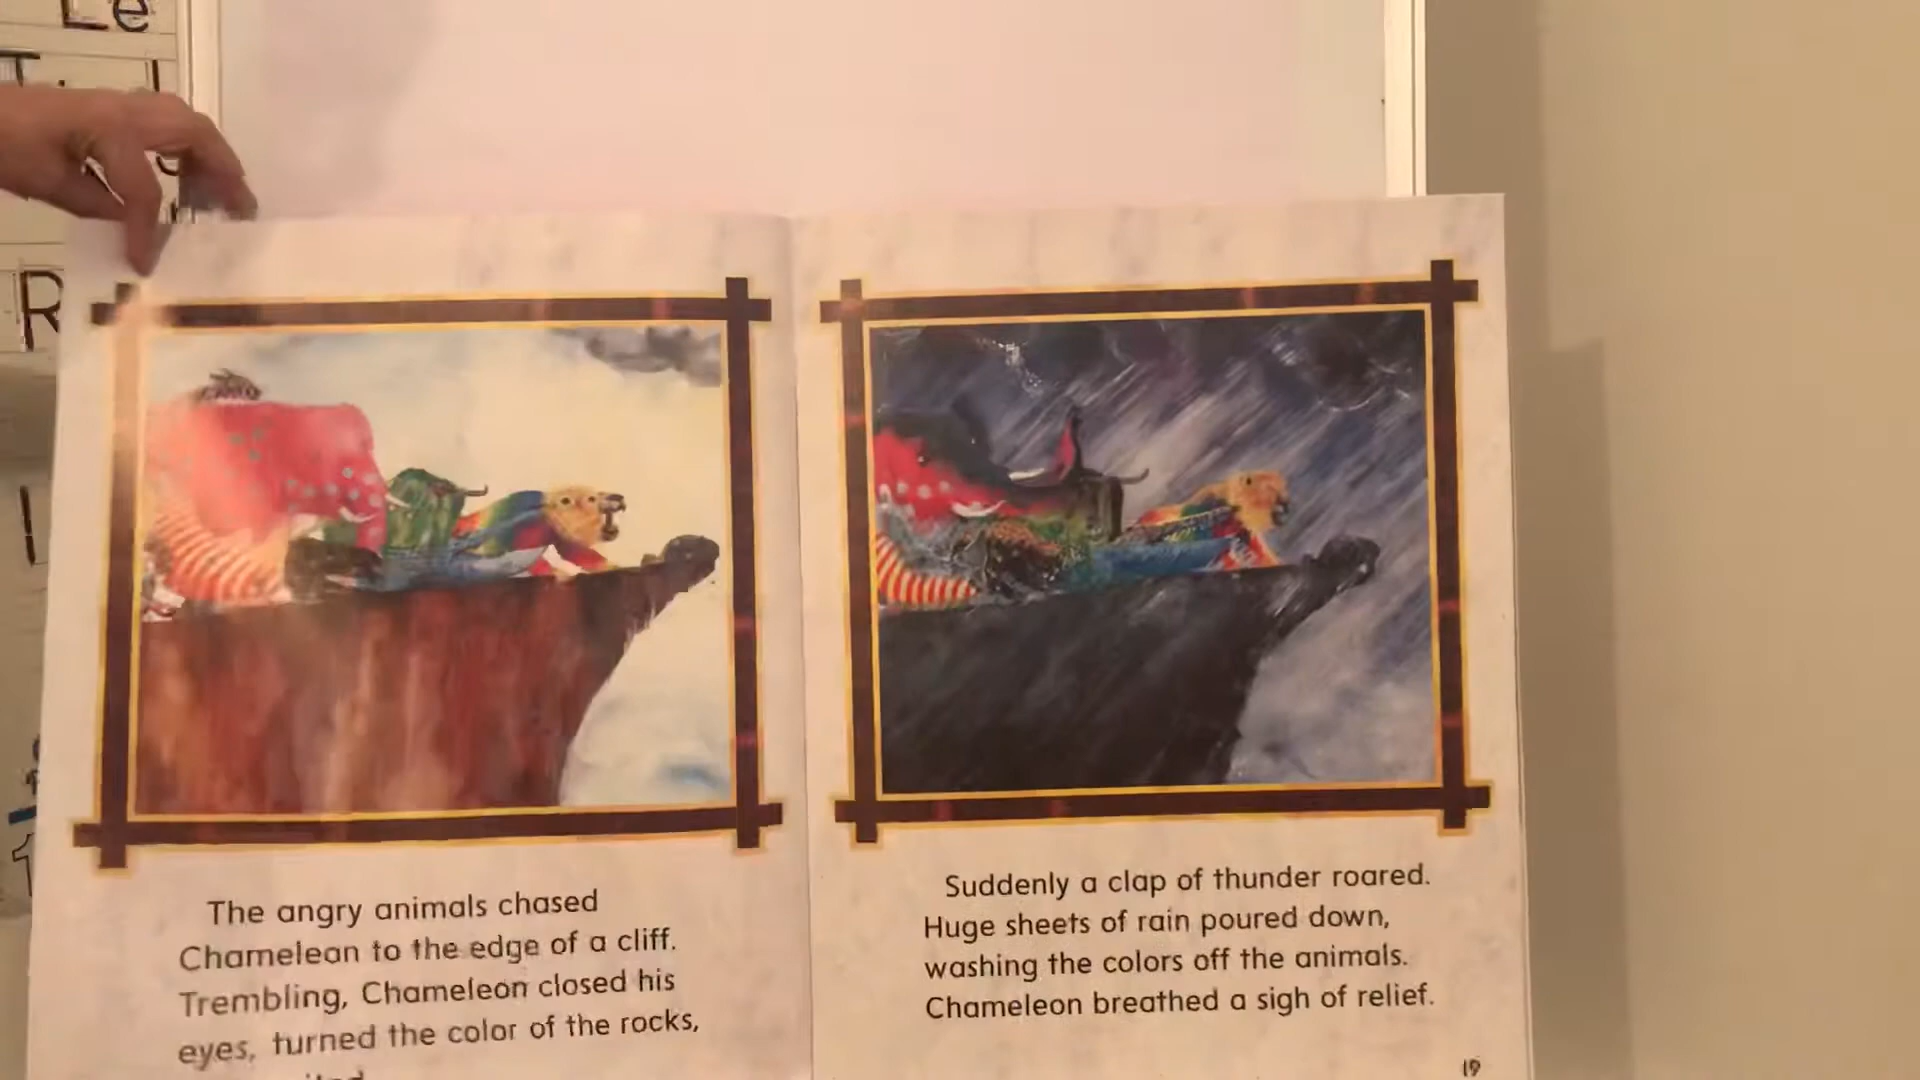 Le
R
The angry animals chased
Chameleon to the edge of a cliff.
Trembling, Chameleon closed his
eyes, turned the color of the rocks,
Suddenly a clap of thunder roared.
Huge sheets of rain poured down,
washing the colors off the animals.
Chameleon breathed a sigh of relief.
19